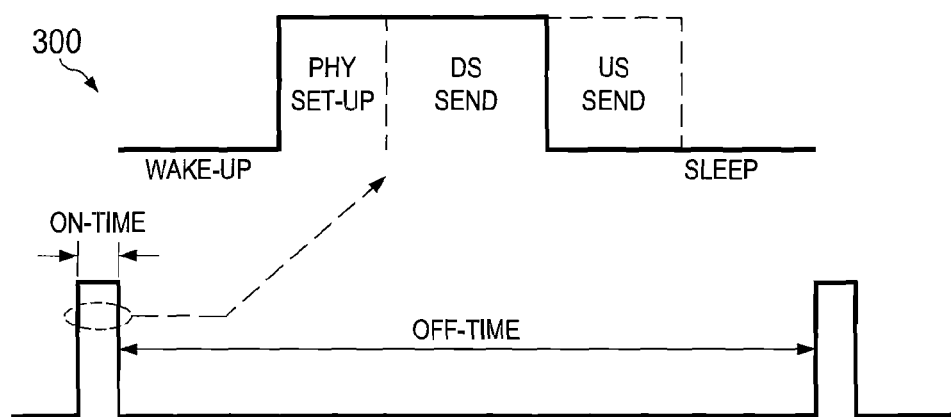 300
PHY
SET-UP
DS
SEND
US
SEND
WAKE-UP
SLEEP
ON-TIME
OFF-TIME